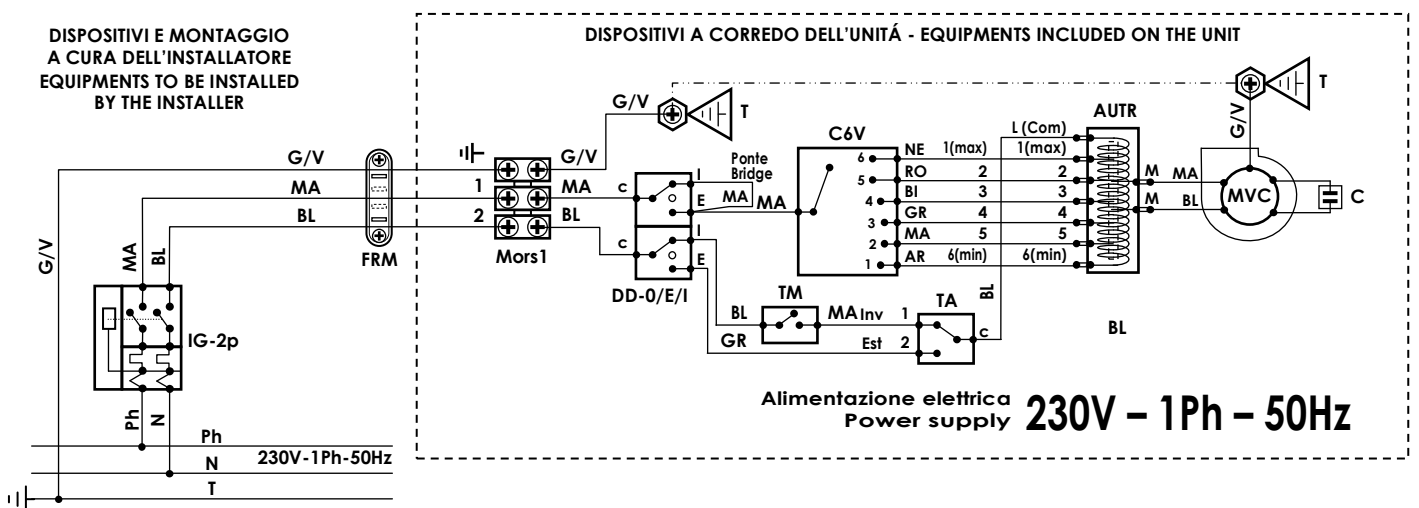 DISPOSITIVI E MONTAGGIO
A CURA DELL'INSTALLATORE
EQUIPMENTS TO BE INSTALLED
BY THE INSTALLER
DISPOSITIVI A CORREDO DELL'UNITÁ - EQUIPMENTS INCLUDED ON THE UNIT
G/V
T
T
G/V
AUTR
C6V
L (Com)
G/V
G/V
Ponte
Bridge
NE 1(max) 1(max)
RO 2 2
BI 3 3
GR 4 4
MA 5 5
AR 6(min) 6(min)
6
5
4
3
2
1
M MA
M BL
MVC
C
MA 1 MA
BL 2 BL
FRM
Mors1
c
I
E
MA
MA
c
I
E
DD-0/E/I
G/V
MA
BL
IG-2p
Ph
N
TM
TA
BL
BL
MA Inv 1
c
GR
Est 2
BL
Alimentazione elettrica
Power supply 230V – 1Ph – 50Hz
Ph
230V-1Ph-50Hz
N
T